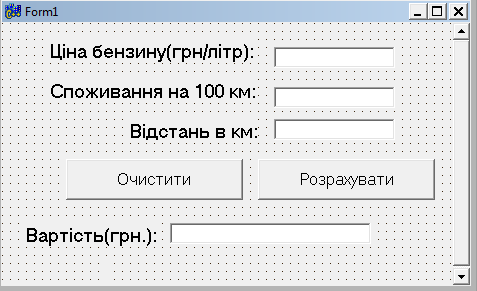 Form1
Ціна бензину(грн/літр):
Споживання на 100 км:
Відстань в км:
Очистити Розрахувати
Вартість(грн.):